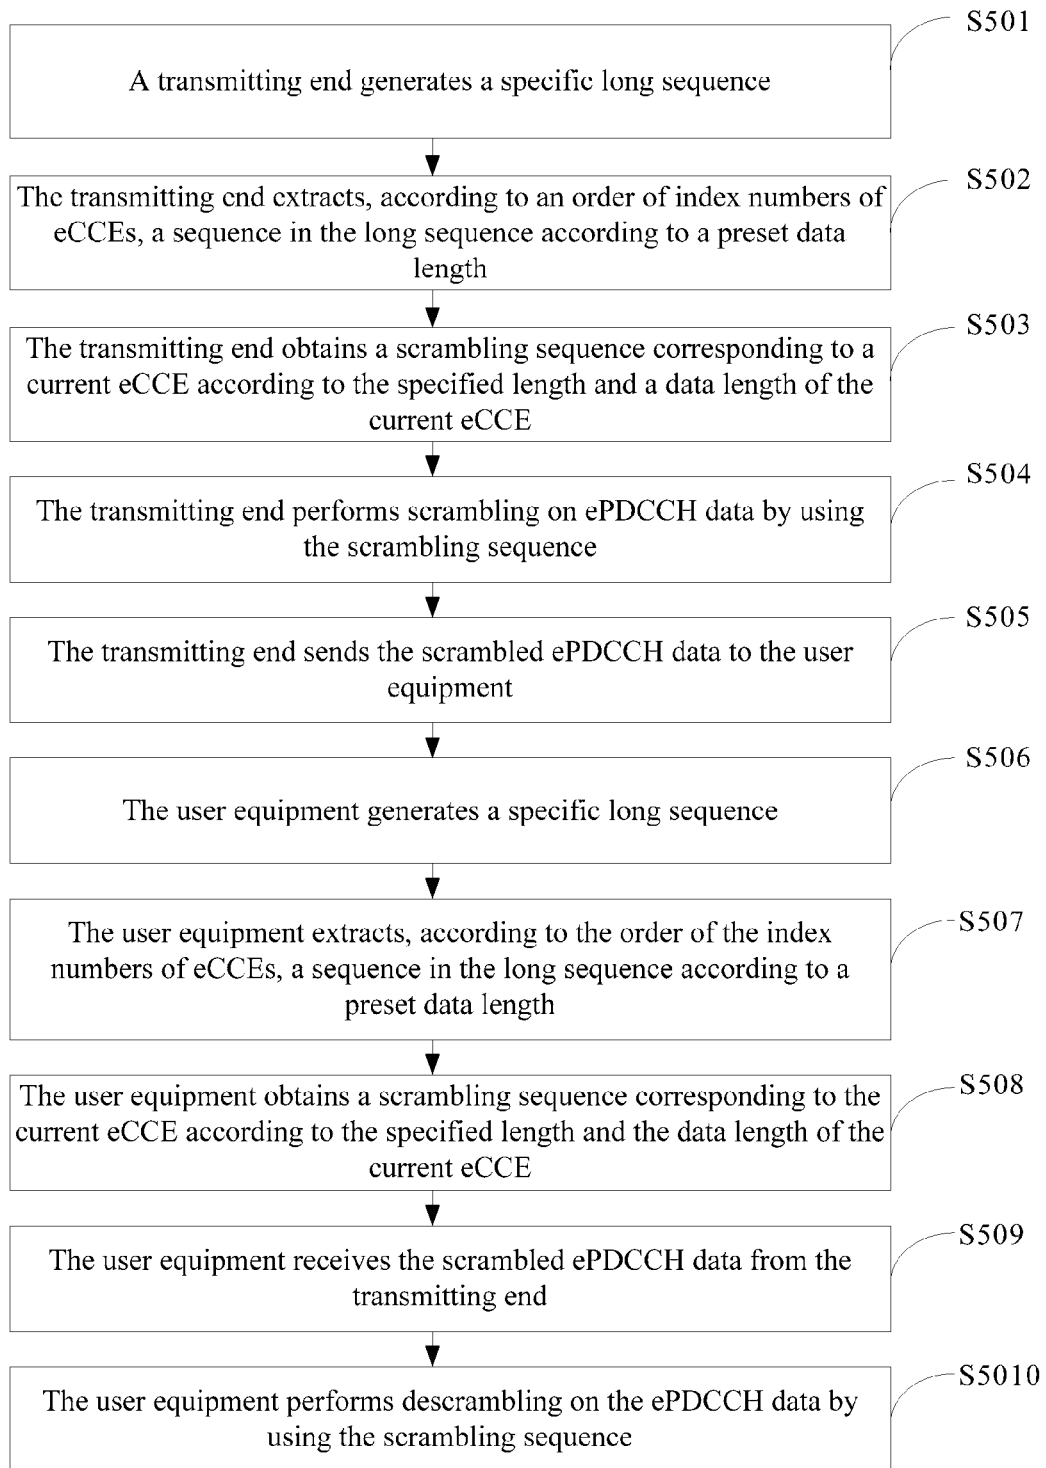 S501
A transmitting end generates a specific long sequence
S502
The transmitting end extracts, according to an order of index numbers of
eCCEs, a sequence in the long sequence according to a preset data
length
S503
The transmitting end obtains a scrambling sequence corresponding to a
current eCCE according to the specified length and a data length of the
current eCCE
S504
The transmitting end performs scrambling on ePDCCH data by using
the scrambling sequence
S505
The transmitting end sends the scrambled ePDCCH data to the user
equipment
S506
The user equipment generates a specific long sequence
S507
The user equipment extracts, according to the order of the index
numbers of eCCEs, a sequence in the long sequence according to a
preset data length
S508
The user equipment obtains a scrambling sequence corresponding to the
current eCCE according to the specified length and the data length of the
current eCCE
S509
The user equipment receives the scrambled ePDCCH data from the
transmitting end
S5010
The user equipment performs descrambling on the ePDCCH data by
using the scrambling sequence